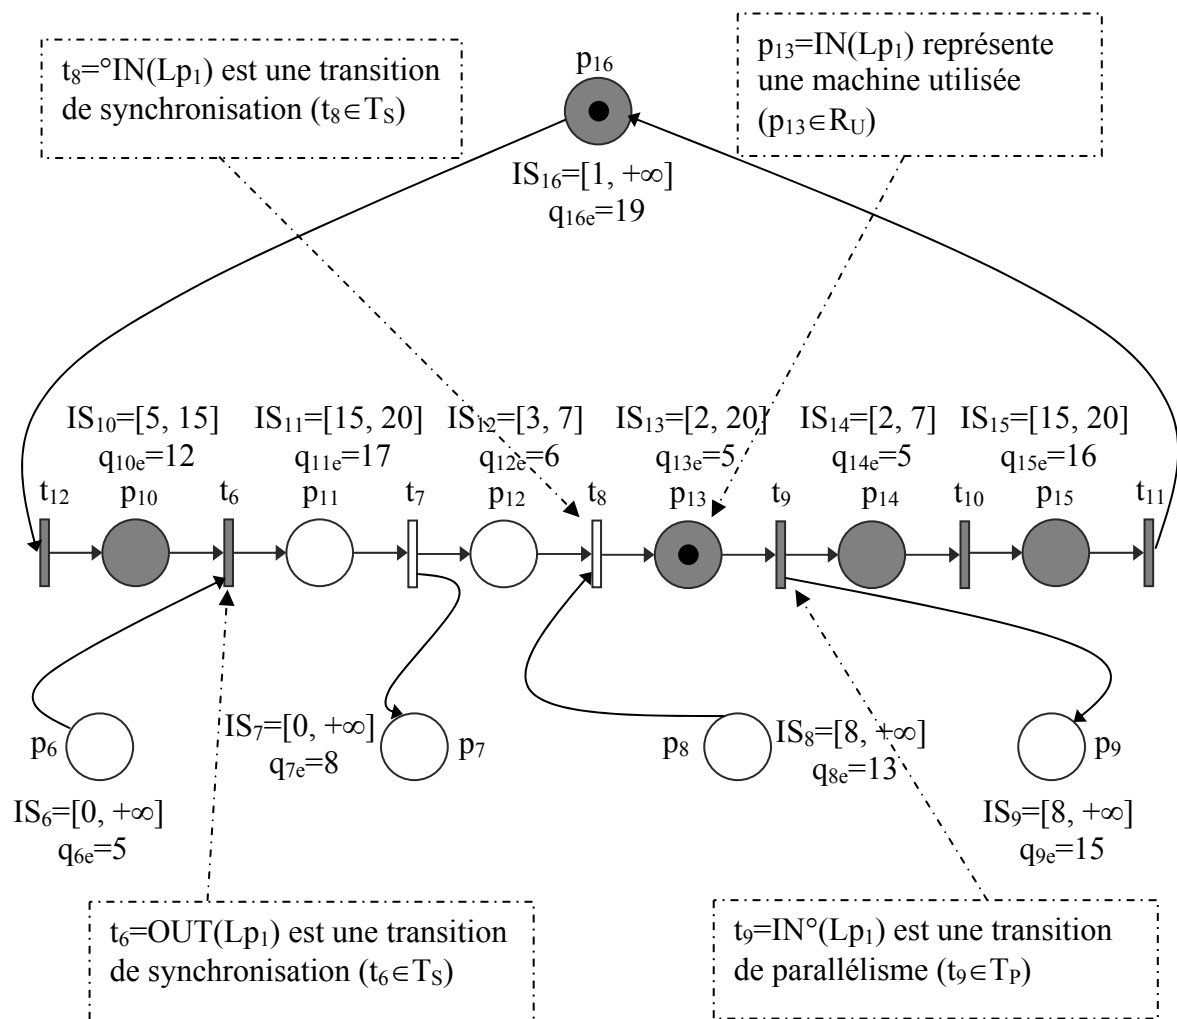 t₈=°IN(Lp₁) est une transition
de synchronisation (t₈∈T_S)
p₁₃=IN(Lp₁) représente
une machine utilisée
(p₁₃∈R_U)
p₁₆
IS₁₆=[1, +∞]
q₁₆ₑ=19
IS₁₀=[5, 15] IS₁₁=[15, 20] IS₁₂=[3, 7] IS₁₃=[2, 20] IS₁₄=[2, 7] IS₁₅=[15, 20]
q₁₀ₑ=12 q₁₁ₑ=17 q₁₂ₑ=6 q₁₃ₑ=5 q₁₄ₑ=5 q₁₅ₑ=16
t₁₂ p₁₀ t₆ p₁₁ t₇ p₁₂ t₈ p₁₃ t₉ p₁₄ t₁₀ p₁₅ t₁₁
p₆
IS₆=[0, +∞]
q₆ₑ=5
IS₇=[0, +∞]
q₇ₑ=8
p₇
p₈
IS₈=[8, +∞]
q₈ₑ=13
p₉
IS₉=[8, +∞]
q₉ₑ=15
t₆=OUT(Lp₁) est une transition
de synchronisation (t₆∈T_S)
t₉=IN°(Lp₁) est une transition
de parallélisme (t₉∈T_P)